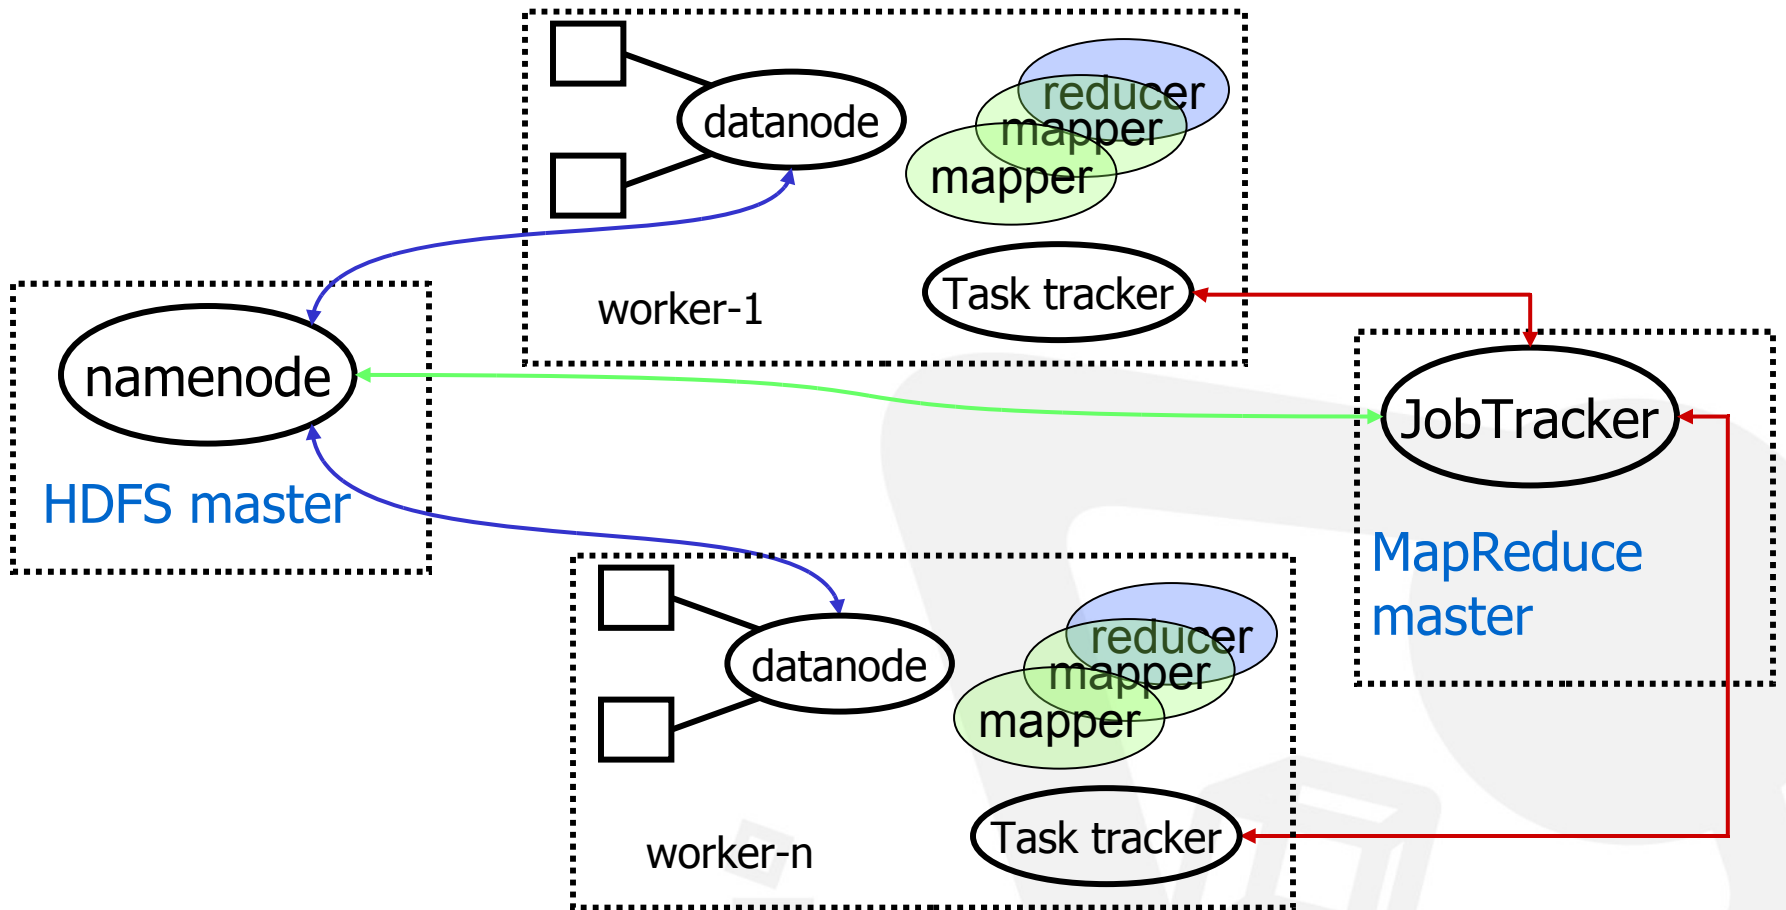 reducer
mapper
mapper
datanode
Task tracker
worker-1
namenode
HDFS master
JobTracker
MapReduce
master
reducer
mapper
mapper
datanode
Task tracker
worker-n